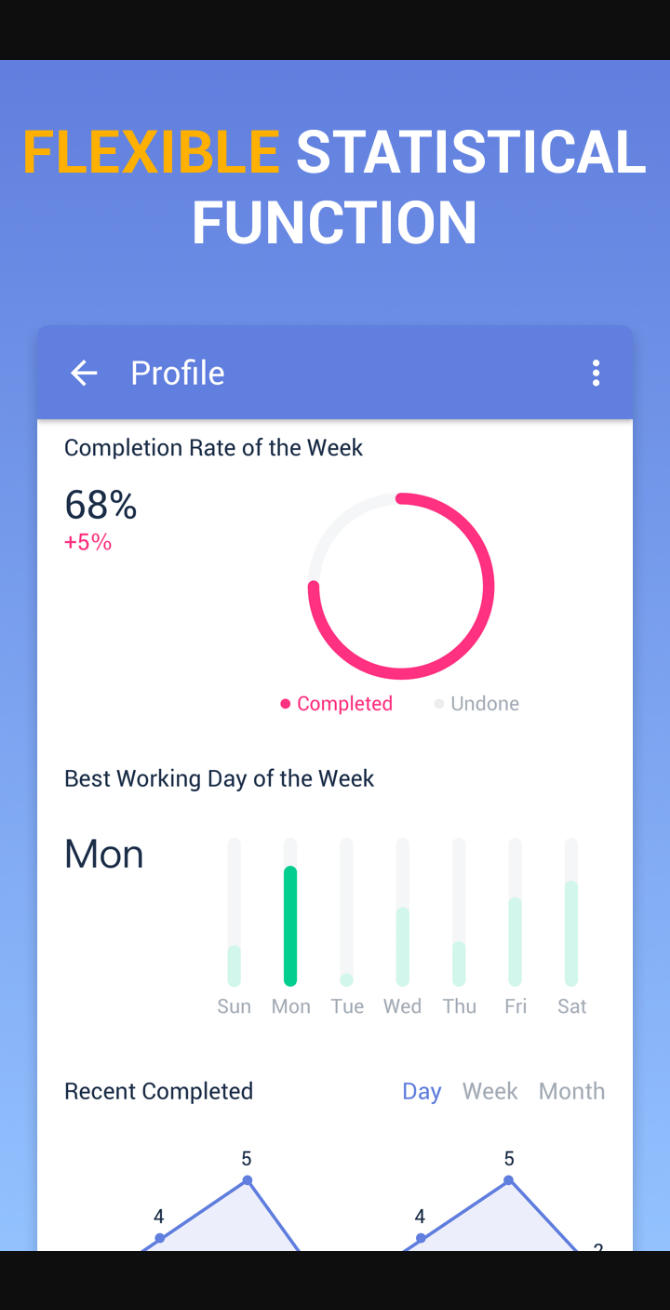 FLEXIBLE STATISTICAL
FUNCTION
Profile
Completion Rate of the Week
68%
+5%
Completed Undone
Best Working Day of the Week
Mon
Sun Mon Tue Wed Thu Fri Sat
Recent Completed Day Week Month
5 5
4 4
2